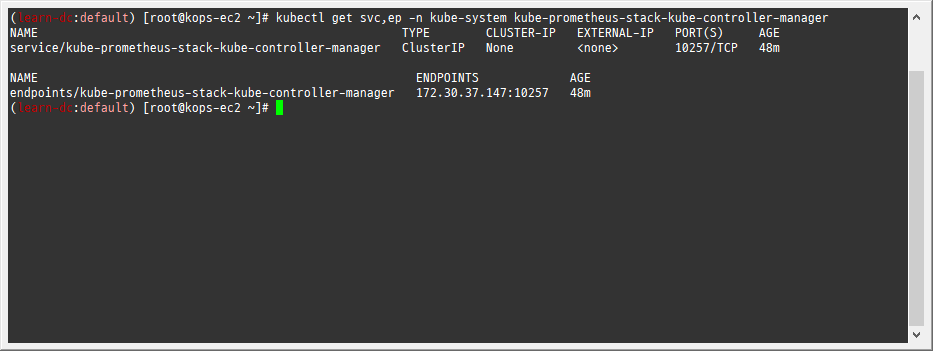 (learn-dr:default) [root@kops-ec2 ~]# kubectl get svc,ep -n kube-system kube-prometheus-stack-kube-controller-manager
NAME TYPE CLUSTER-IP EXTERNAL-IP PORT(S) AGE
service/kube-prometheus-stack-kube-controller-manager ClusterIP None <none> 10257/TCP 48m
NAME ENDPOINTS AGE
endpoints/kube-prometheus-stack-kube-controller-manager 172.30.37.147:10257 48m
(learn-dr:default) [root@kops-ec2 ~]#